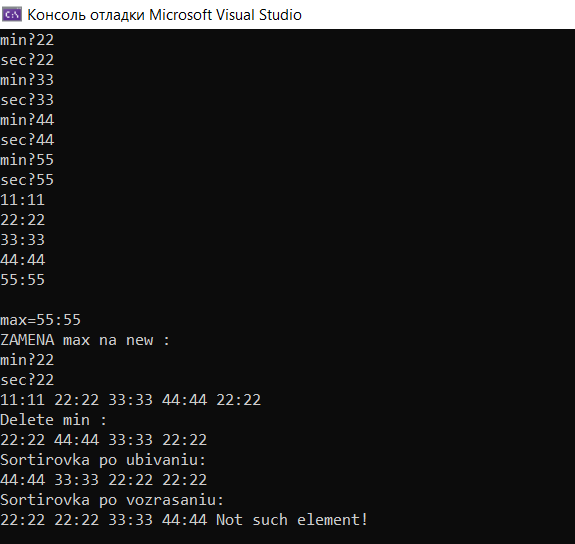 C:\ Консоль отладки Microsoft Visual Studio
min?22
sec?22
min?33
sec?33
min?44
sec?44
min?55
sec?55
11:11
22:22
33:33
44:44
55:55
max=55:55
ZAMENA max na new :
min?22
sec?22
11:11 22:22 33:33 44:44 22:22
Delete min :
22:22 44:44 33:33 22:22
Sortirovka po ubivaniu:
44:44 33:33 22:22 22:22
Sortirovka po vozrasaniu:
22:22 22:22 33:33 44:44 Not such element!